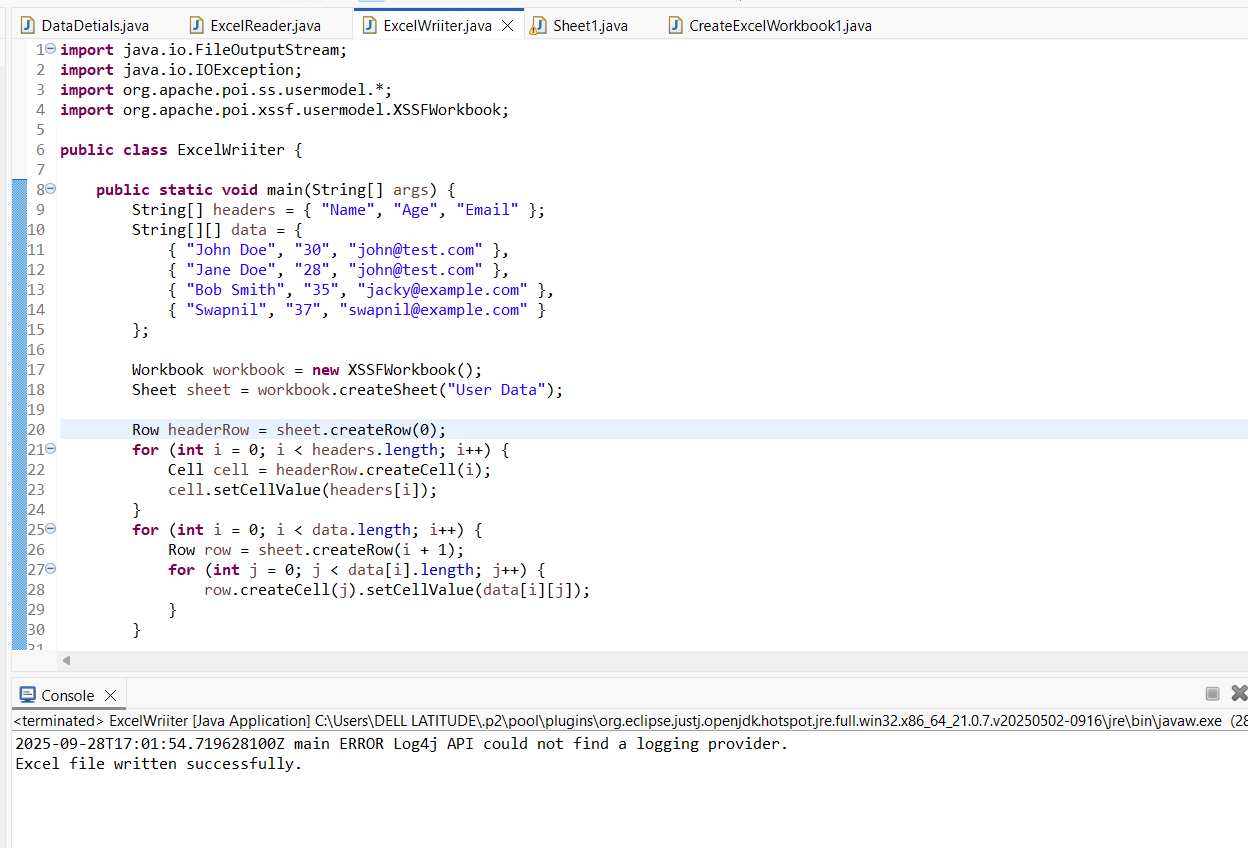 DataDetials.java ExcelReader.java ExcelWriiter.java Sheet1.java CreateExcelWorkbook1.java
1 import java.io.FileOutputStream;
2 import java.io.IOException;
3 import org.apache.poi.ss.usermodel.*;
4 import org.apache.poi.xssf.usermodel.XSSFWorkbook;
5
6 public class ExcelWriiter {
7
8     public static void main(String[] args) {
9         String[] headers = { "Name", "Age", "Email" };
10         String[][] data = {
11             { "John Doe", "30", "john@test.com" },
12             { "Jane Doe", "28", "john@test.com" },
13             { "Bob Smith", "35", "jacky@example.com" },
14             { "Swapnil", "37", "swapnil@example.com" }
15         };
16
17         Workbook workbook = new XSSFWorkbook();
18         Sheet sheet = workbook.createSheet("User Data");
19
20         Row headerRow = sheet.createRow(0);
21         for (int i = 0; i < headers.length; i++) {
22             Cell cell = headerRow.createCell(i);
23             cell.setCellValue(headers[i]);
24         }
25         for (int i = 0; i < data.length; i++) {
26             Row row = sheet.createRow(i + 1);
27             for (int j = 0; j < data[i].length; j++) {
28                 row.createCell(j).setCellValue(data[i][j]);
29             }
30         }
31
Console
<terminated> ExcelWriiter [Java Application] C:\Users\DELL LATITUDE\.p2\pool\plugins\org.eclipse.justj.openjdk.hotspot.jre.full.win32.x86_64_21.0.7.v20250502-0916\jre\bin\javaw.exe (28
2025-09-28T17:01:54.719628100Z main ERROR Log4j API could not find a logging provider.
Excel file written successfully.